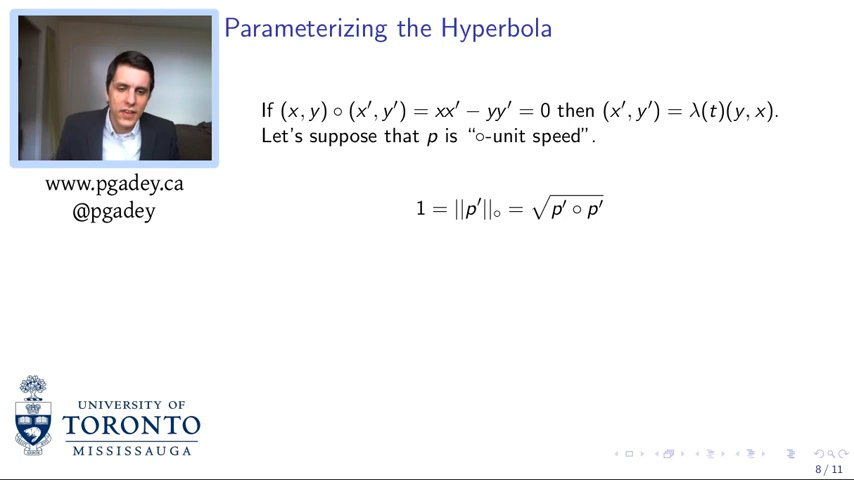 Parameterizing the Hyperbola
If (x, y) ∘ (x′, y′) = xx′ − yy′ = 0 then (x′, y′) = λ(t)(y, x).
Let's suppose that p is “∘-unit speed”.
1 = ||p′||∘ = √(p′ ∘ p′)
www.pgadey.ca
@pgadey
UNIVERSITY OF
TORONTO
MISSISSAUGA
8 / 11